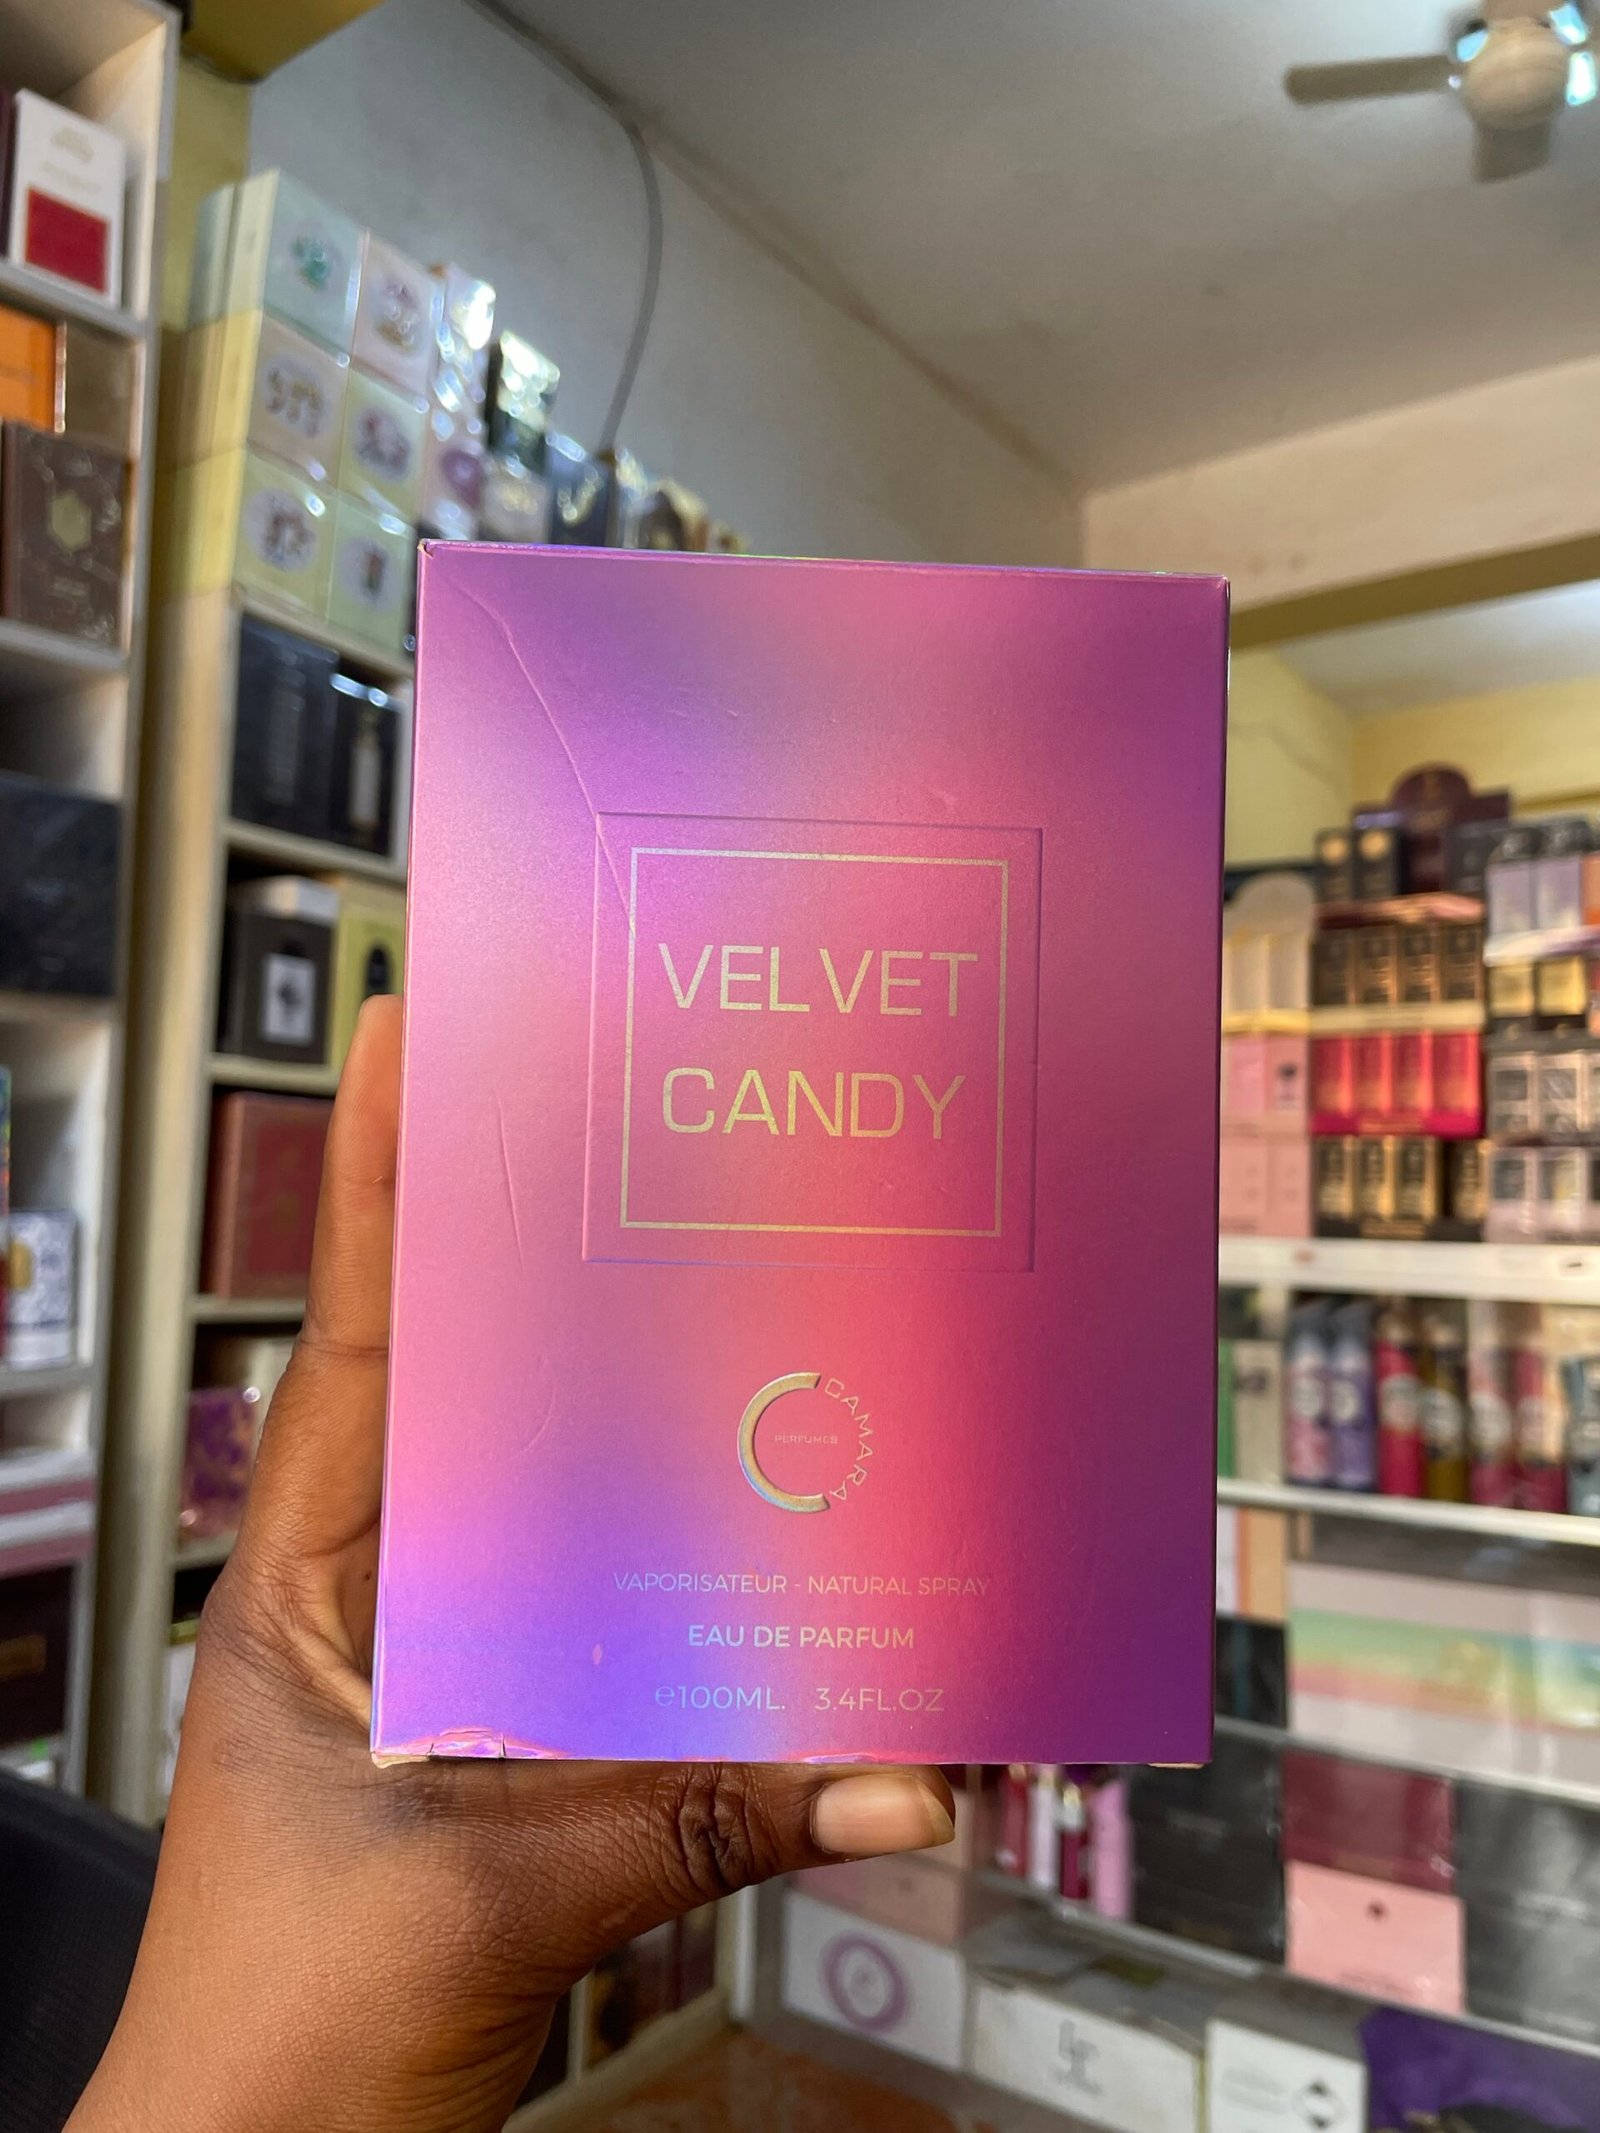 VELVET
CANDY
CAMARA
PERFUMES
VAPORISATEUR - NATURAL SPRAY
EAU DE PARFUM
℮100ML. 3.4FL.OZ